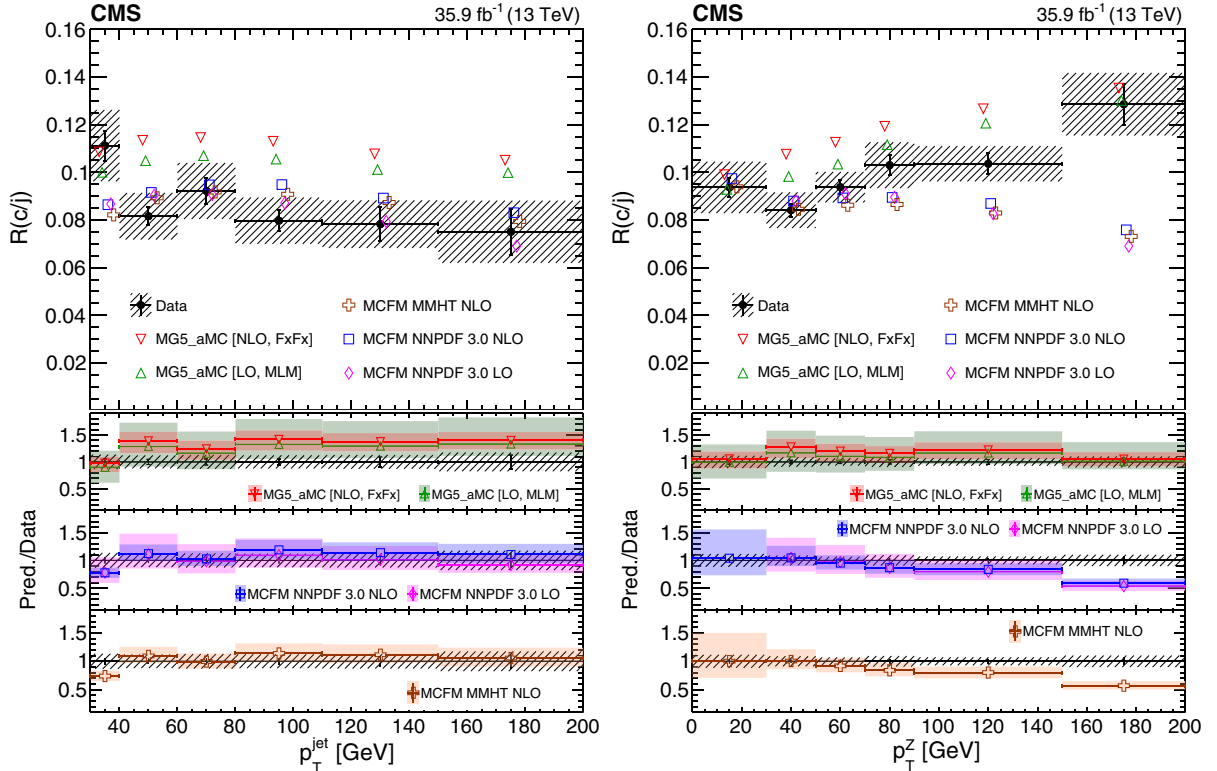 CMS 35.9 fb⁻¹ (13 TeV)
R(c/j)
0.16
0.14
0.12
0.1
0.08
0.06
0.04
0.02
Data
MG5_aMC [NLO, FxFx]
MG5_aMC [LO, MLM]
MCFM MMHT NLO
MCFM NNPDF 3.0 NLO
MCFM NNPDF 3.0 LO
Pred./Data
1.5
1
0.5
MG5_aMC [NLO, FxFx] MG5_aMC [LO, MLM]
1.5
1
0.5
MCFM NNPDF 3.0 NLO MCFM NNPDF 3.0 LO
1.5
1
0.5
MCFM MMHT NLO
40 60 80 100 120 140 160 180 200
p_T^jet [GeV]
CMS 35.9 fb⁻¹ (13 TeV)
R(c/j)
0.16
0.14
0.12
0.1
0.08
0.06
0.04
0.02
Data
MG5_aMC [NLO, FxFx]
MG5_aMC [LO, MLM]
MCFM MMHT NLO
MCFM NNPDF 3.0 NLO
MCFM NNPDF 3.0 LO
Pred./Data
1.5
1
0.5
MG5_aMC [NLO, FxFx] MG5_aMC [LO, MLM]
1.5
1
0.5
MCFM NNPDF 3.0 NLO MCFM NNPDF 3.0 LO
1.5
1
0.5
MCFM MMHT NLO
0 20 40 60 80 100 120 140 160 180 200
p_T^Z [GeV]